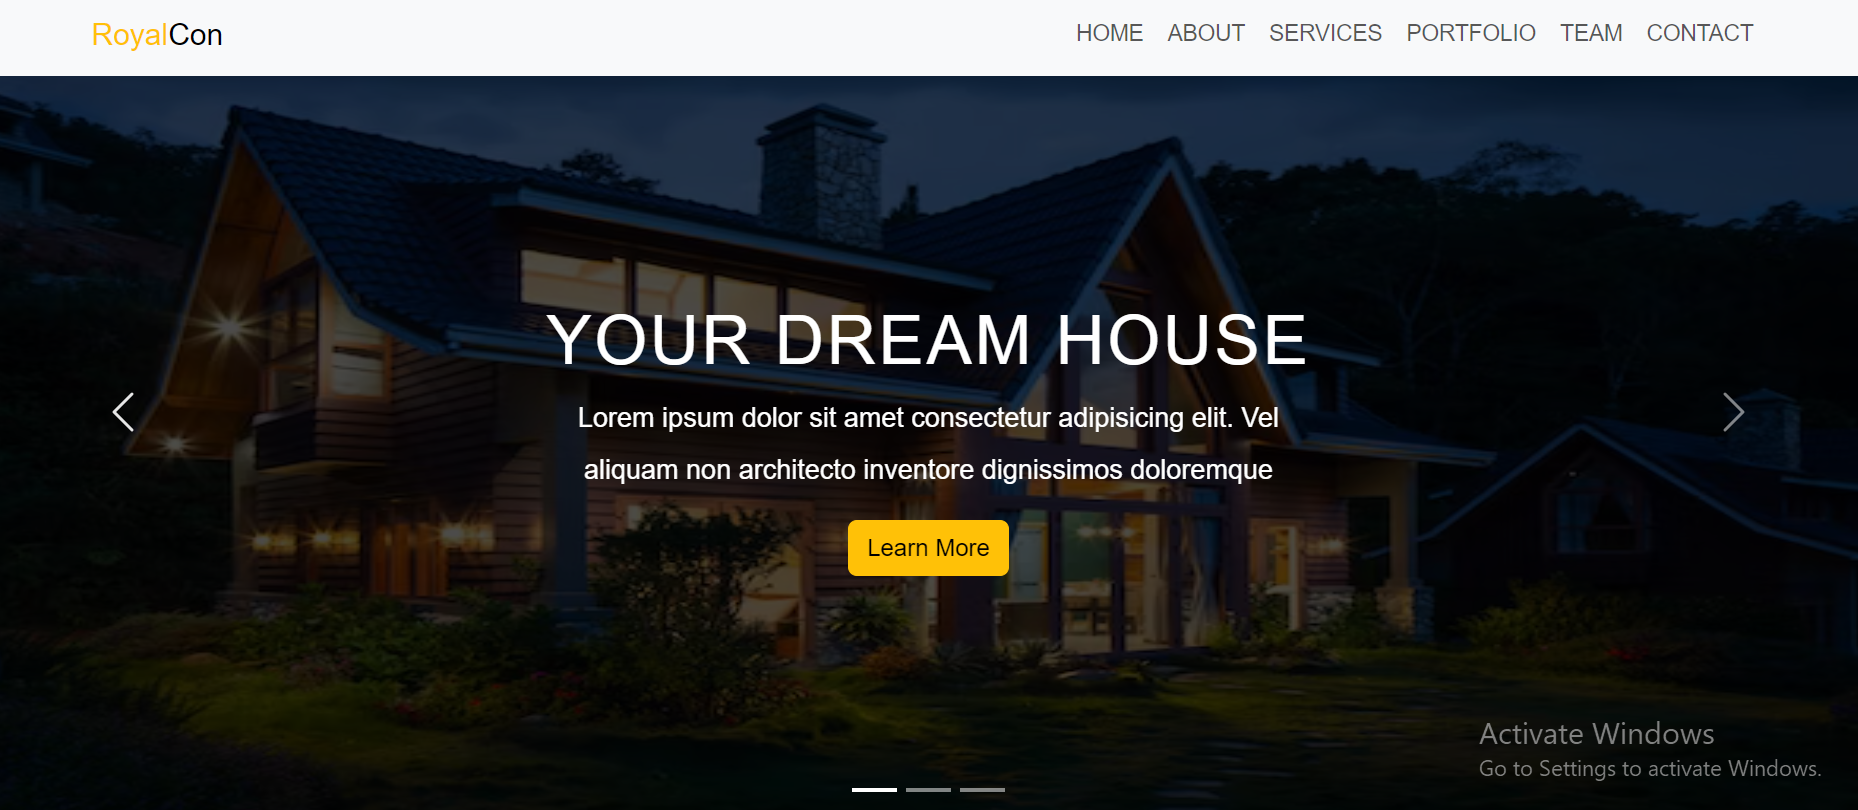 RoyalCon
HOME ABOUT SERVICES PORTFOLIO TEAM CONTACT
YOUR DREAM HOUSE
Lorem ipsum dolor sit amet consectetur adipisicing elit. Vel
aliquam non architecto inventore dignissimos doloremque
Learn More
Activate Windows
Go to Settings to activate Windows.